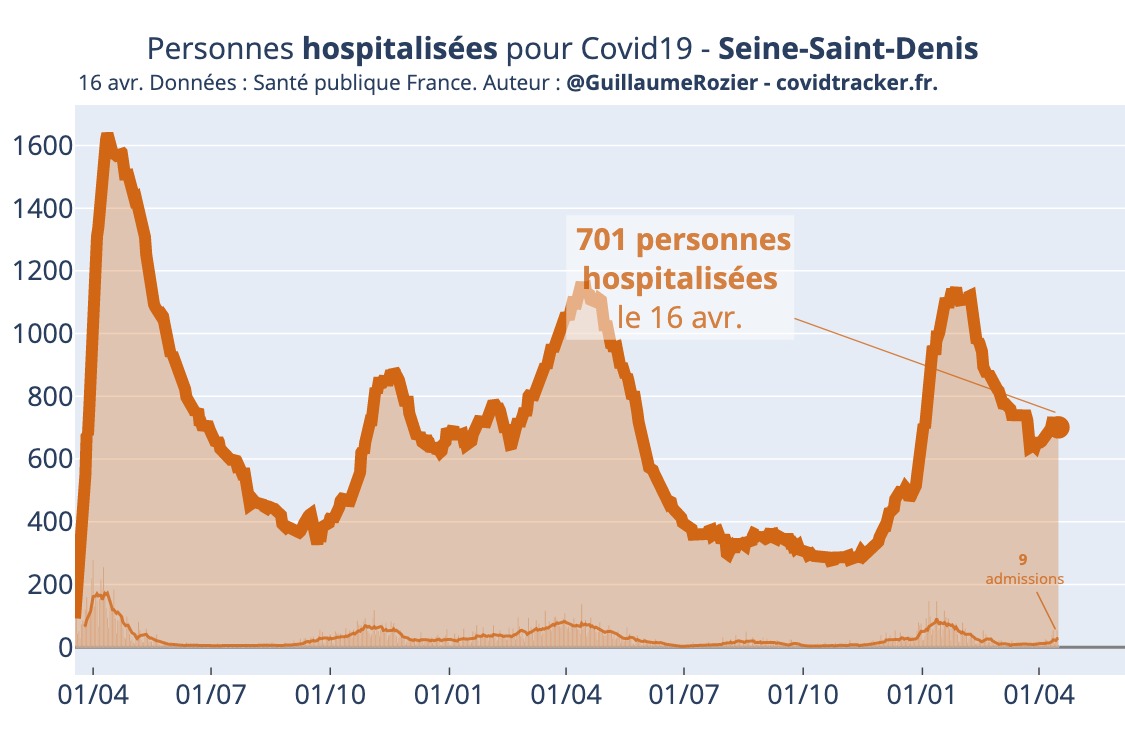 Personnes hospitalisées pour Covid19 - Seine-Saint-Denis
16 avr. Données : Santé publique France. Auteur : @GuillaumeRozier - covidtracker.fr.
1600
1400
1200
1000
800
600
400
200
0
701 personnes
hospitalisées
le 16 avr.
9
admissions
01/04 01/07 01/10 01/01 01/04 01/07 01/10 01/01 01/04